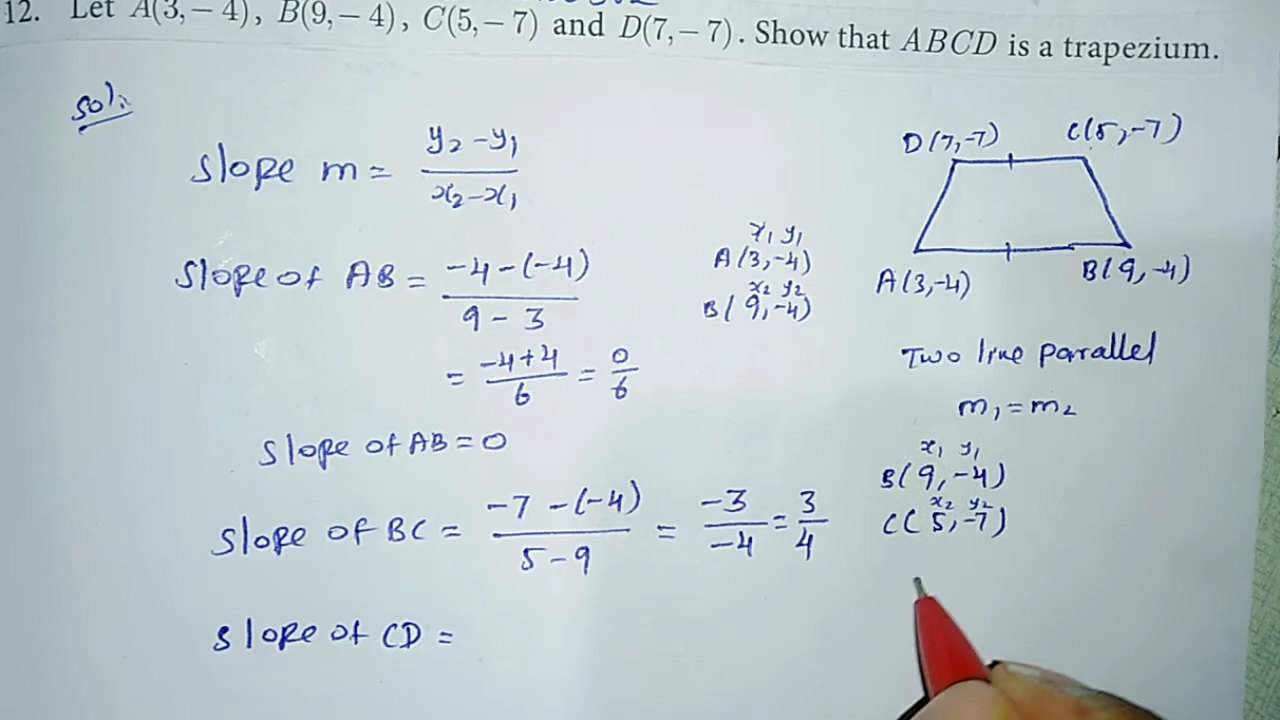 12. Let A(3,– 4), B(9,– 4), C(5,– 7) and D(7,– 7). Show that ABCD is a trapezium.
Sol:
Slope m = y₂ - y₁ / x₂ - x₁
D(7,-7) C(5,-7)
A(3,-4) B(9,-4)
x₁ y₁
A(3,-4)
x₂ y₂
B(9,-4)
Slope of AB = -4-(-4) / 9 - 3
= -4+4 / 6 = 0/6
Two line parallel
m₁ = m₂
Slope of AB = 0
x₁ y₁
B(9,-4)
x₂ y₂
C(5,-7)
Slope of BC = -7-(-4) / 5-9 = -3/-4 = 3/4
Slope of CD =